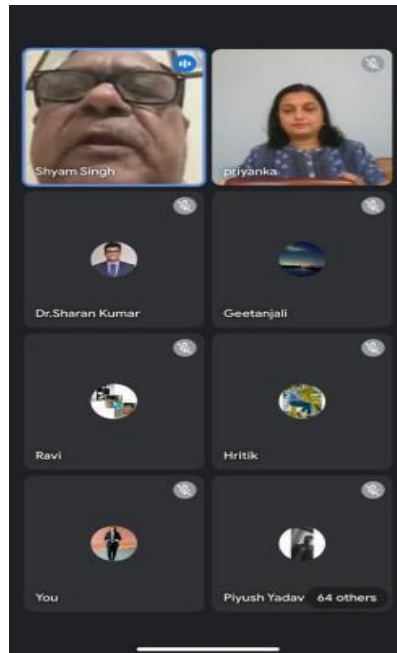 Shyam Singh
priyanka
Dr.Sharan Kumar
Geetanjali
Ravi
Hritik
You
Piyush Yadav
64 others